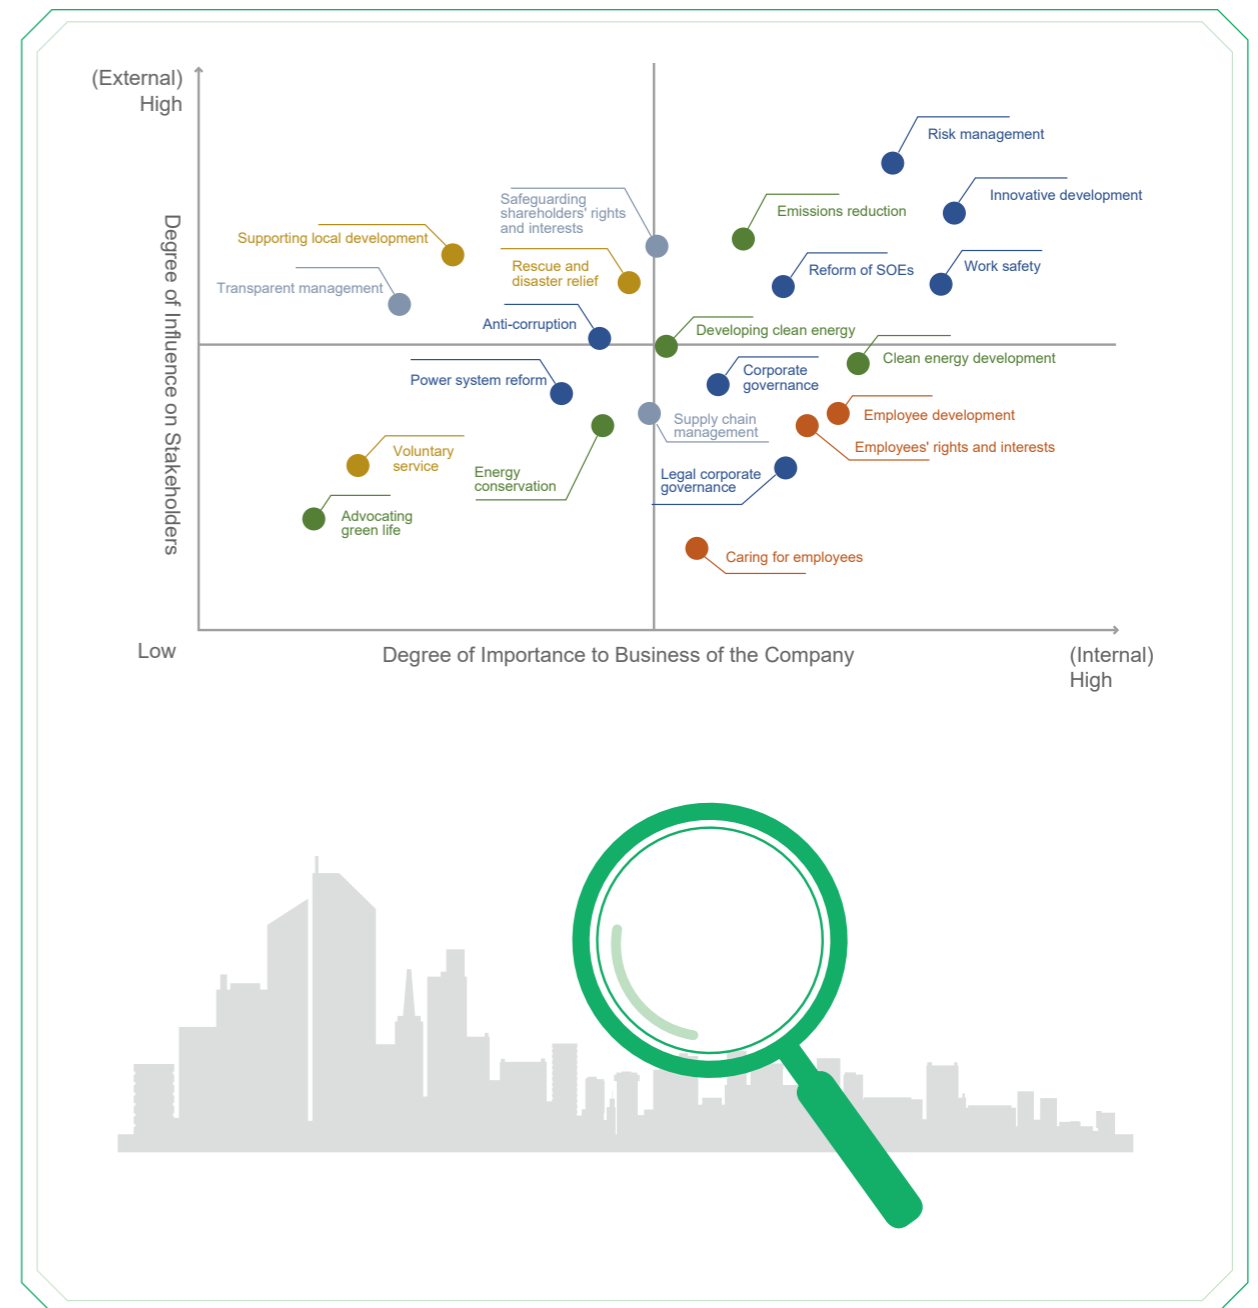 (External)
High
Degree of Influence on Stakeholders
Risk management
Innovative development
Safeguarding
shareholders' rights
and interests
Emissions reduction
Supporting local development
Rescue and
disaster relief
Reform of SOEs
Work safety
Transparent management
Anti-corruption
Developing clean energy
Clean energy development
Power system reform
Corporate
governance
Supply chain
management
Employee development
Employees' rights and interests
Voluntary
service
Energy
conservation
Legal corporate
governance
Advocating
green life
Caring for employees
Low
Degree of Importance to Business of the Company
(Internal)
High